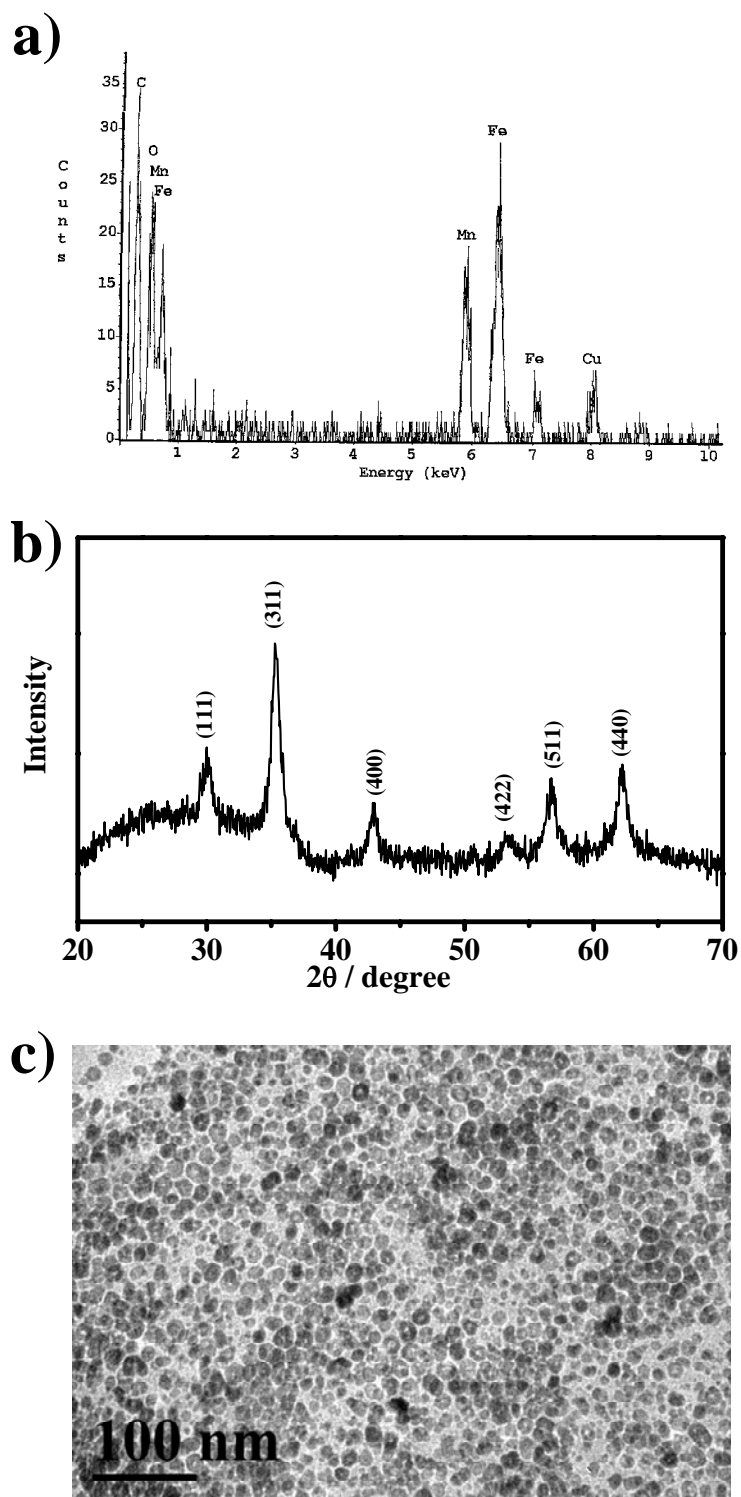 a)
35
30
25
20
15
10
5
0
Counts
C
O
Mn
Fe
Mn
Fe
Fe
Cu
1 2 3 4 5 6 7 8 9 10
Energy (keV)
b)
Intensity
(111)
(311)
(400)
(422)
(511)
(440)
20 30 40 50 60 70
2θ / degree
c)
100 nm